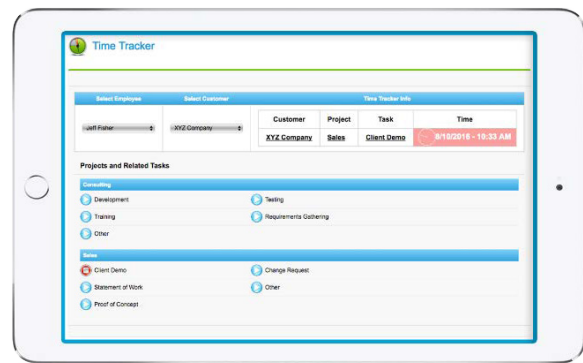 Time Tracker
Select Employee Select Customer Time Tracker Info
Jeff Fisher XYZ Company
Customer Project Task Time
XYZ Company Sales Client Demo 8/10/2016 - 10:33 AM
Projects and Related Tasks
Consulting
Development Testing
Training Requirements Gathering
Other
Sales
Client Demo Change Request
Statement of Work Other
Proof of Concept